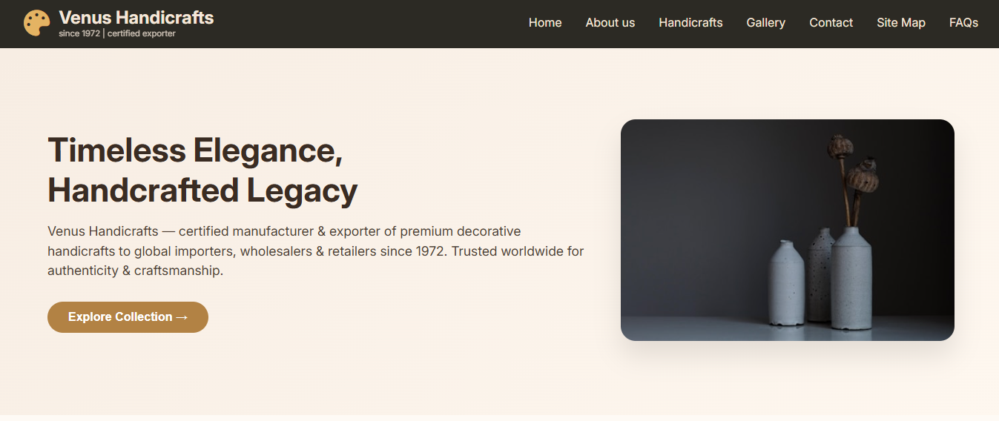 Venus Handicrafts
since 1972 | certified exporter
Home About us Handicrafts Gallery Contact Site Map FAQs
Timeless Elegance,
Handcrafted Legacy
Venus Handicrafts — certified manufacturer & exporter of premium decorative
handicrafts to global importers, wholesalers & retailers since 1972. Trusted worldwide for
authenticity & craftsmanship.
Explore Collection →